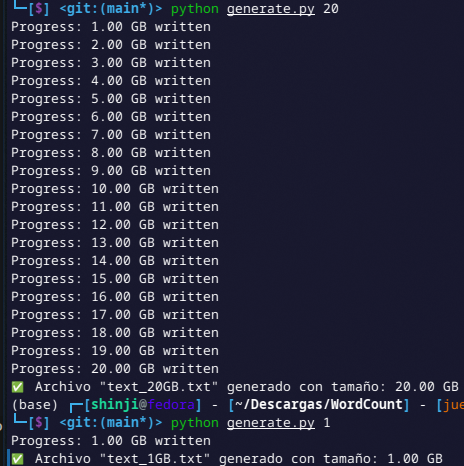 └─[$] <git:(main*)> python generate.py 20
Progress: 1.00 GB written
Progress: 2.00 GB written
Progress: 3.00 GB written
Progress: 4.00 GB written
Progress: 5.00 GB written
Progress: 6.00 GB written
Progress: 7.00 GB written
Progress: 8.00 GB written
Progress: 9.00 GB written
Progress: 10.00 GB written
Progress: 11.00 GB written
Progress: 12.00 GB written
Progress: 13.00 GB written
Progress: 14.00 GB written
Progress: 15.00 GB written
Progress: 16.00 GB written
Progress: 17.00 GB written
Progress: 18.00 GB written
Progress: 19.00 GB written
Progress: 20.00 GB written
✅ Archivo "text_20GB.txt" generado con tamaño: 20.00 GB
(base) ┌─[shinji@fedora] - [~/Descargas/WordCount] - [jue
└─[$] <git:(main*)> python generate.py 1
Progress: 1.00 GB written
✅ Archivo "text_1GB.txt" generado con tamaño: 1.00 GB